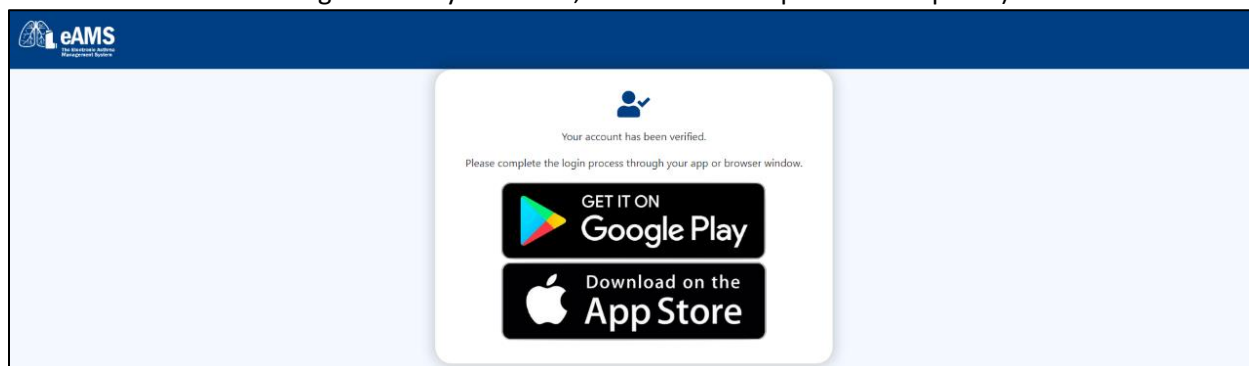 eAMS
The Electronic Asthma
Management System
Your account has been verified.
Please complete the login process through your app or browser window.
GET IT ON
Google Play
Download on the
App Store